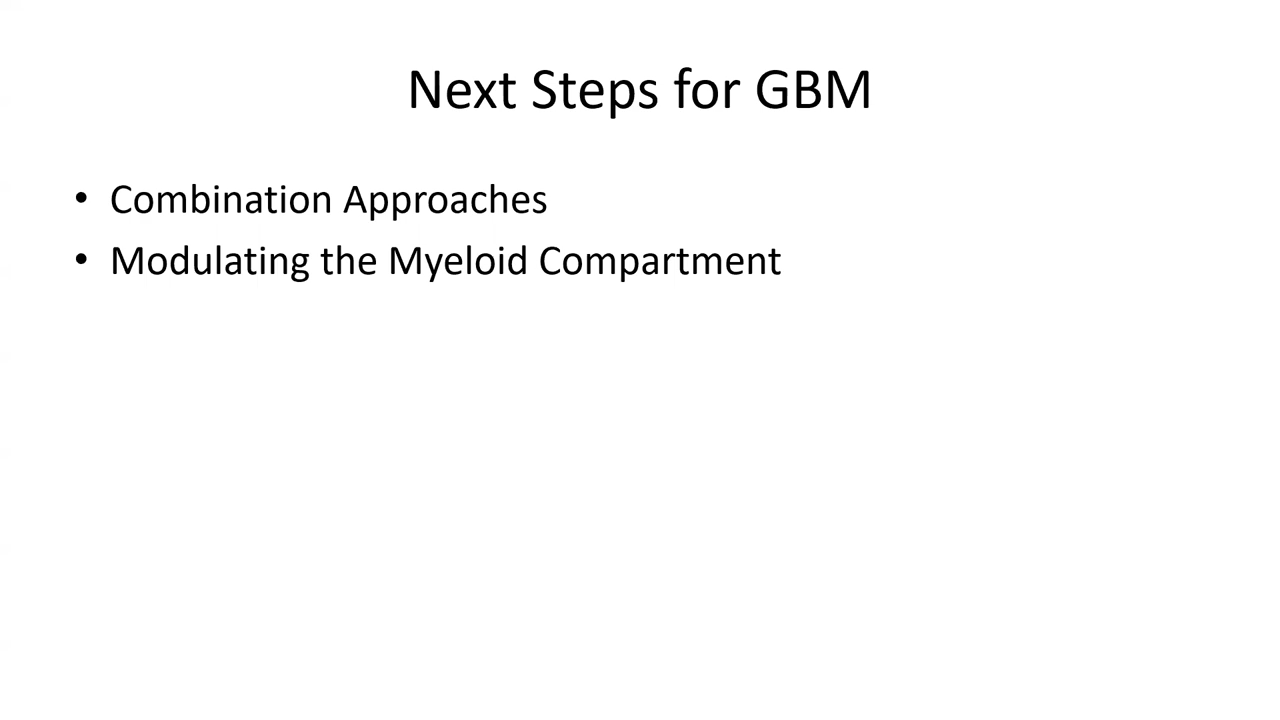 Next Steps for GBM
• Combination Approaches
• Modulating the Myeloid Compartment